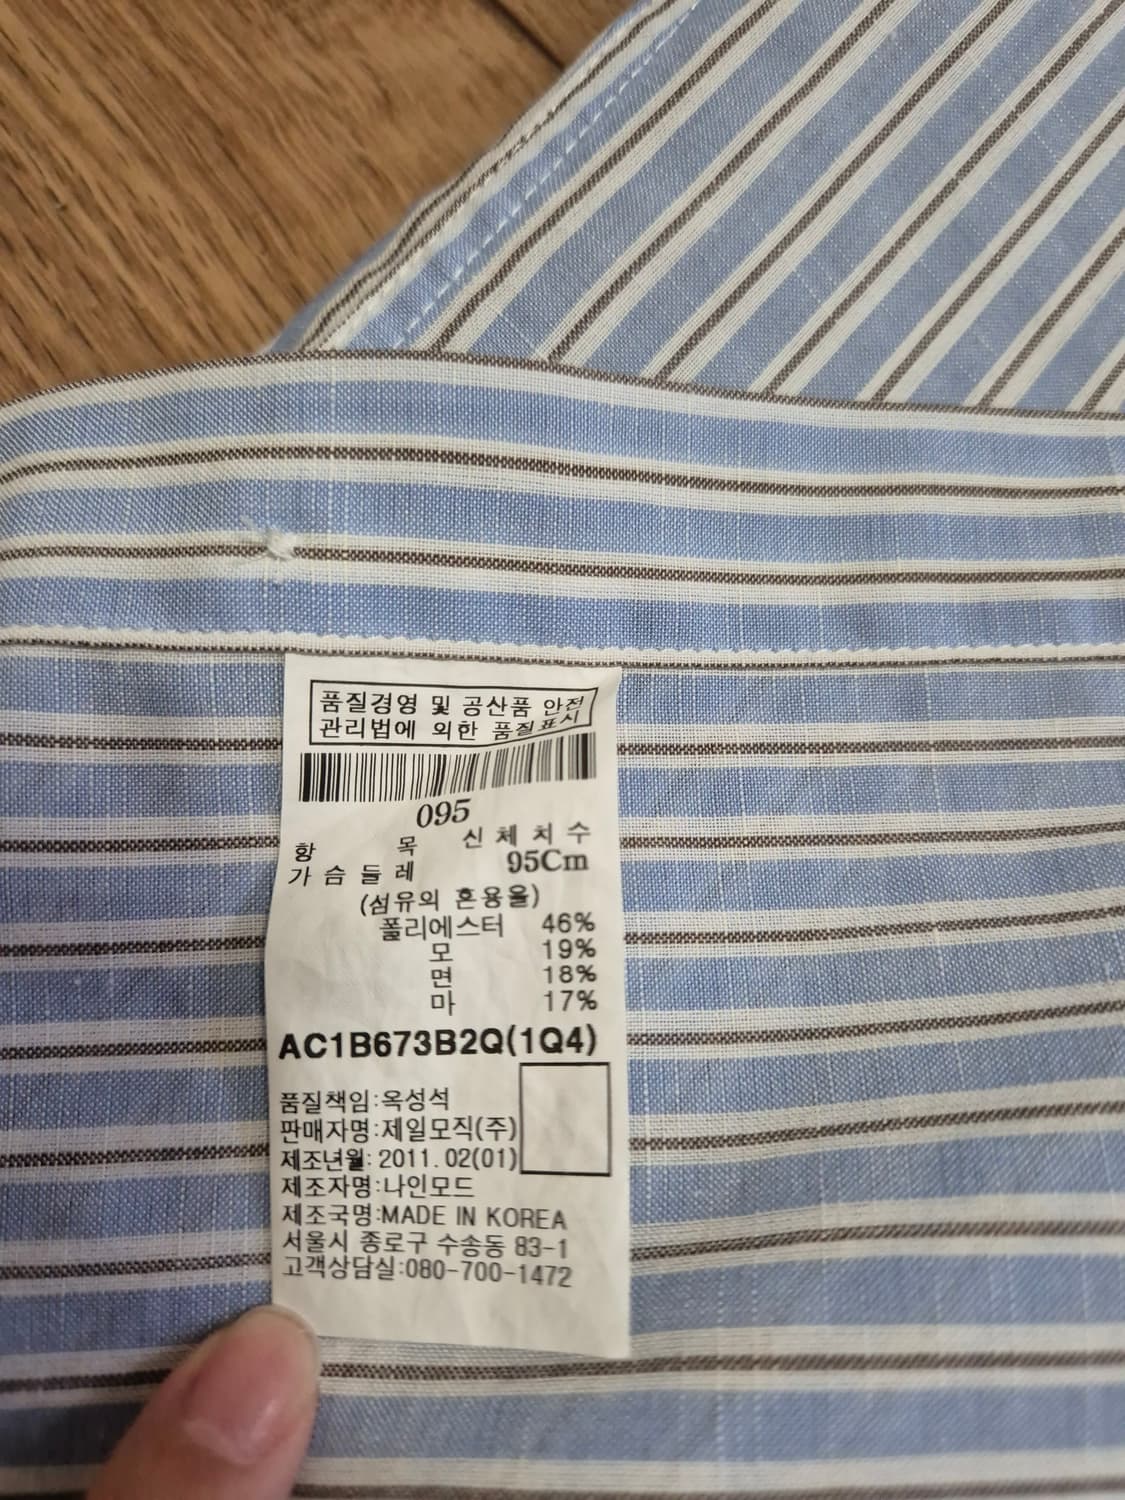 품질경영 및 공산품 안전
관리법에 의한 품질표시
095
항 목 신 체 치 수
가 슴 둘 레 95Cm
(섬유의 혼용율)
폴리에스터 46%
모 19%
면 18%
마 17%
AC1B673B2Q(1Q4)
품질책임:옥성석
판매자명:제일모직(주)
제조년월: 2011.02(01)
제조자명:나인모드
제조국명:MADE IN KOREA
서울시 종로구 수송동 83-1
고객상담실:080-700-1472